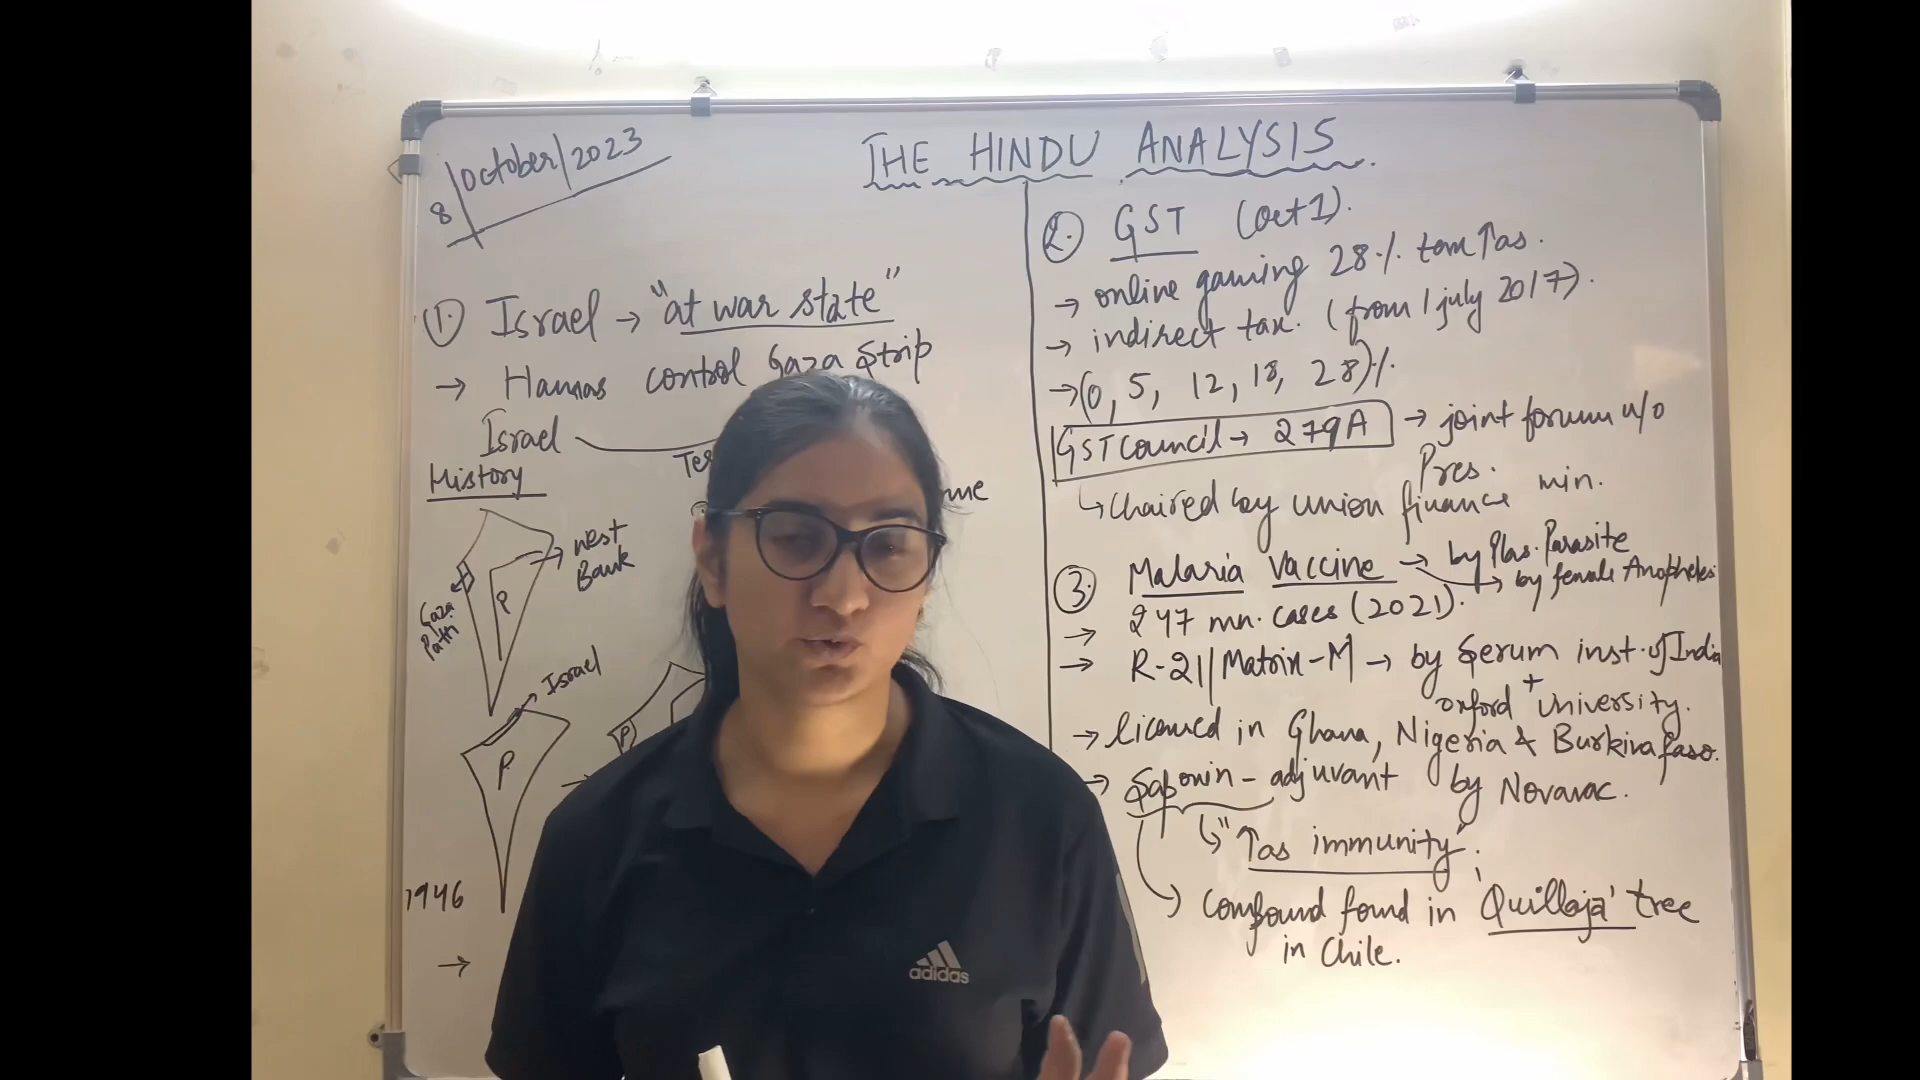 8/October/2023
THE HINDU ANALYSIS
1. Israel → "at war state"
→ Hamas control Gaza Strip
Israel
History
West
Bank
Gaza
Path
P
Israel
P
P
1946
→
2. GST (Oct 1).
→ online gaming 28% tax ↑as.
→ indirect tax. (from 1 july 2017).
→ (0, 5, 12, 18, 28)%
GST Council → 279A → joint forum u/o
Pres.
↳ Chaired by union finance min.
3. Malaria Vaccine → by Plas. Parasite
→ by female Anopheles
→ 247 mn. cases (2021).
→ R-21||Matrix-M → by Serum inst. of India
+
oxford University.
→ licenced in Ghana, Nigeria & Burkina faso.
→ Saponin - adjuvant by Novavac.
↳ "↑as immunity".
→ Compound found in 'Quillaja' tree
in Chile.
adidas